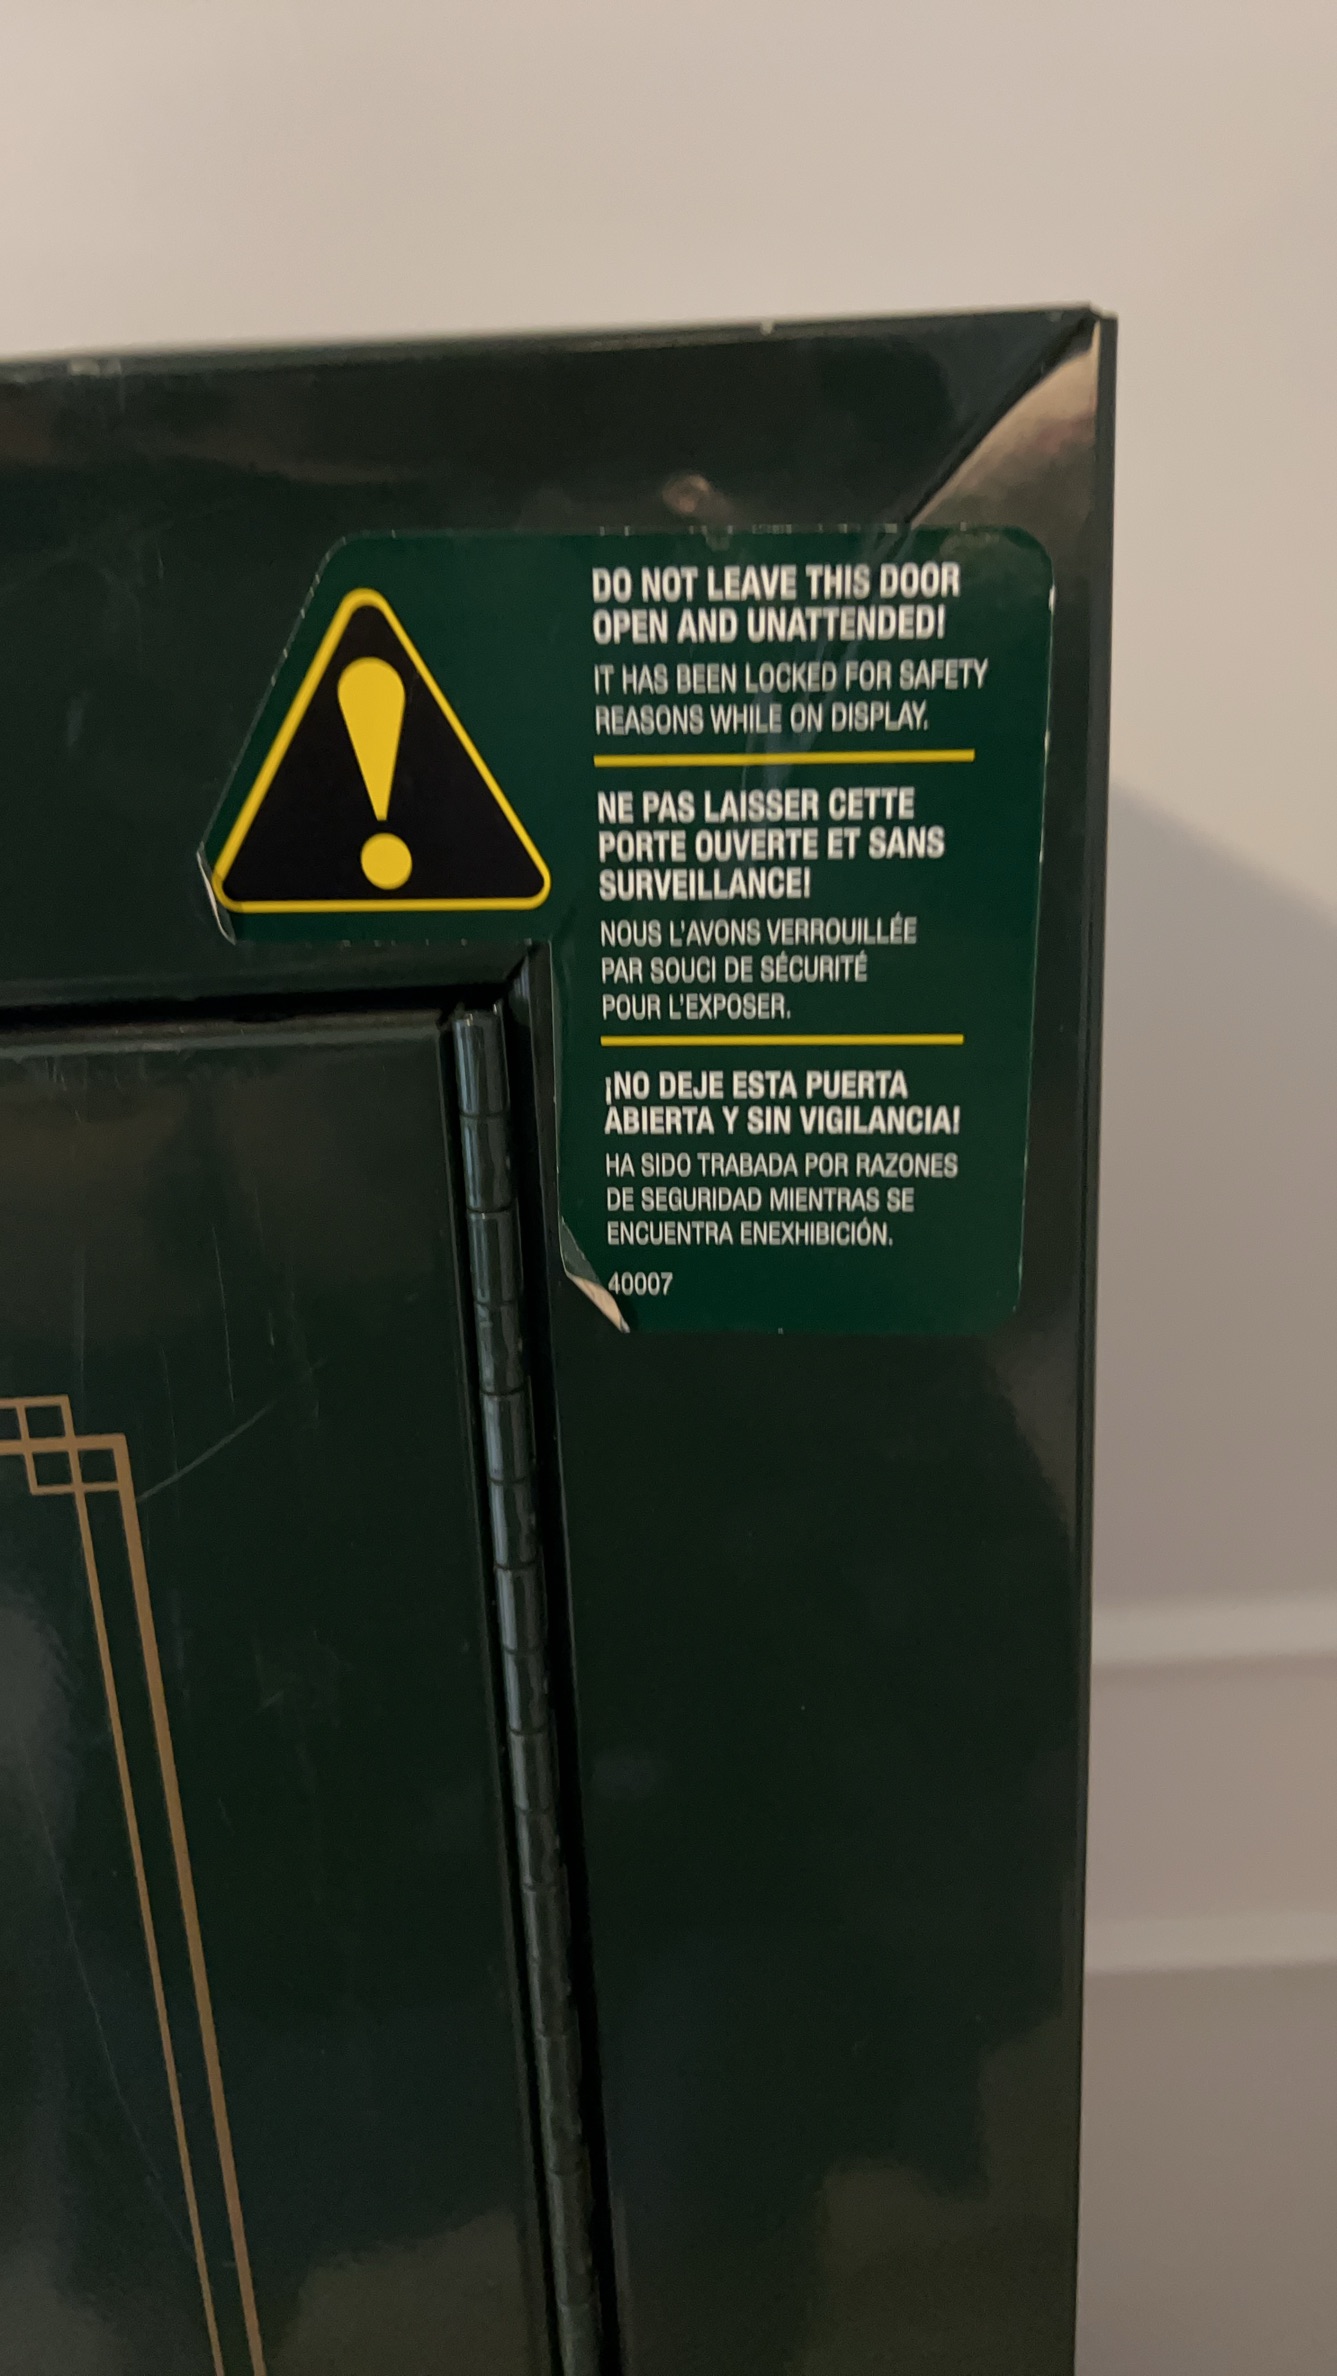 DO NOT LEAVE THIS DOOR
OPEN AND UNATTENDED!
IT HAS BEEN LOCKED FOR SAFETY
REASONS WHILE ON DISPLAY.
NE PAS LAISSER CETTE
PORTE OUVERTE ET SANS
SURVEILLANCE!
NOUS L'AVONS VERROUILLÉE
PAR SOUCI DE SÉCURITÉ
POUR L'EXPOSER.
¡NO DEJE ESTA PUERTA
ABIERTA Y SIN VIGILANCIA!
HA SIDO TRABADA POR RAZONES
DE SEGURIDAD MIENTRAS SE
ENCUENTRA ENEXHIBICIÓN.
40007